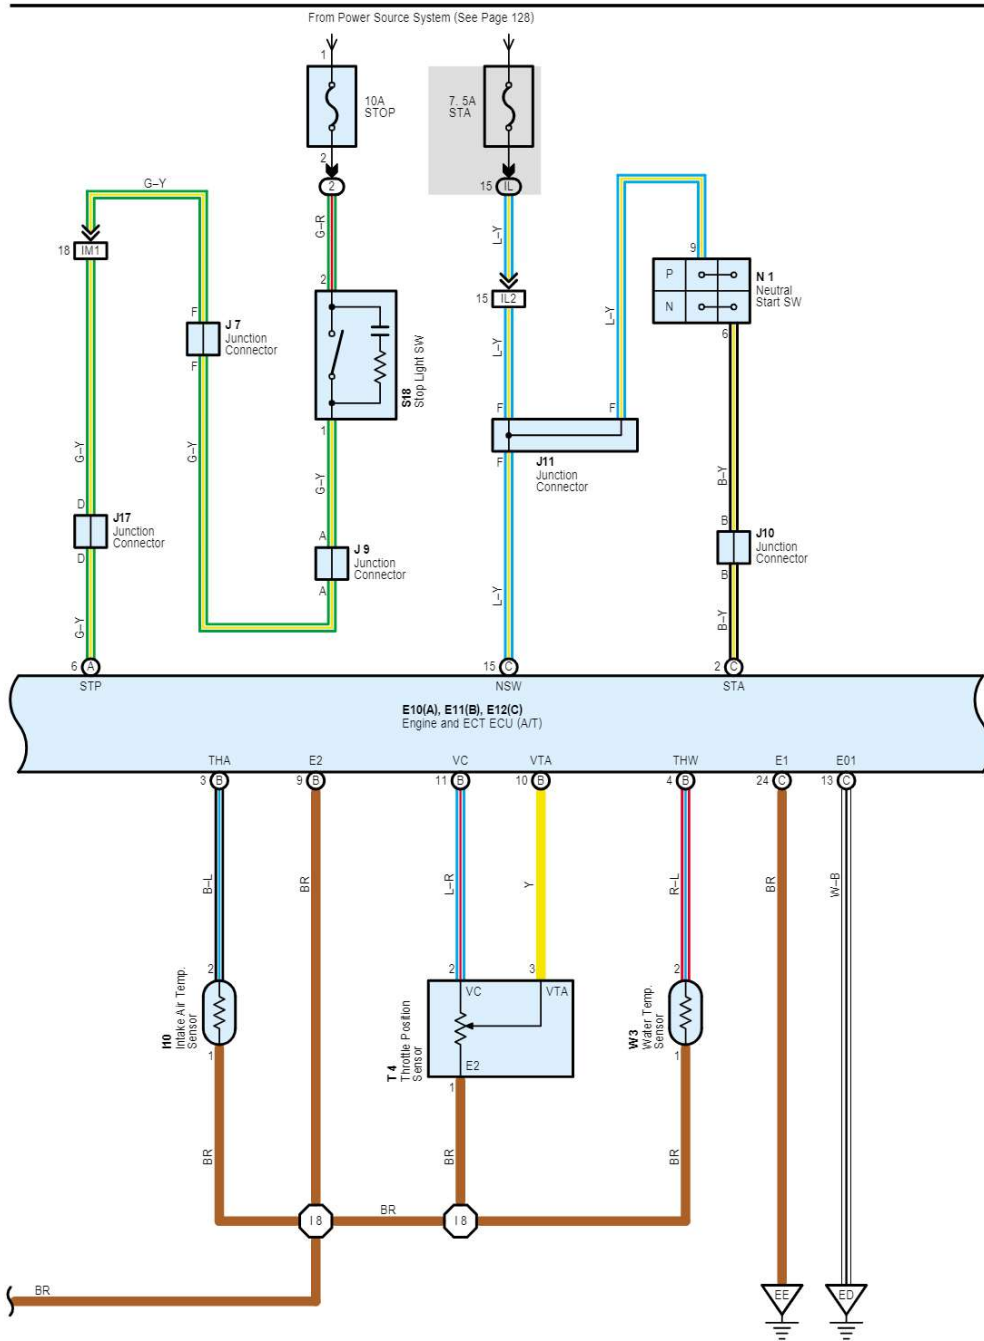 From Power Source System (See Page 128)
1
10A
STOP
7. 5A
STA
2
2
15 IL
G–Y
G–R
L–Y
9
18 IM1
2
15 IL2
P
N
N 1
Neutral
Start SW
F
J 7
Junction
Connector
F
L–Y
L–Y
6
S18
Stop Light SW
1
F
F
F
J11
Junction
Connector
G–Y
G–Y
G–Y
B–Y
D
J17
Junction
Connector
D
A
J 9
Junction
Connector
A
B
J10
Junction
Connector
B
G–Y
L–Y
B–Y
6 A
15 C
2 C
STP
NSW
STA
E10(A), E11(B), E12(C)
Engine and ECT ECU (A/T)
THA
E2
VC
VTA
THW
E1
E01
3 B
9 B
11 B
10 B
4 B
24 C
13 C
B–L
BR
L–R
Y
R–L
BR
W–B
2
2
3
2
VC
VTA
E2
I10
Intake Air Temp.
Sensor
T 4
Throttle Position
Sensor
W3
Water Temp.
Sensor
1
1
1
BR
BR
BR
I 8
BR
I 8
BR
EE
ED